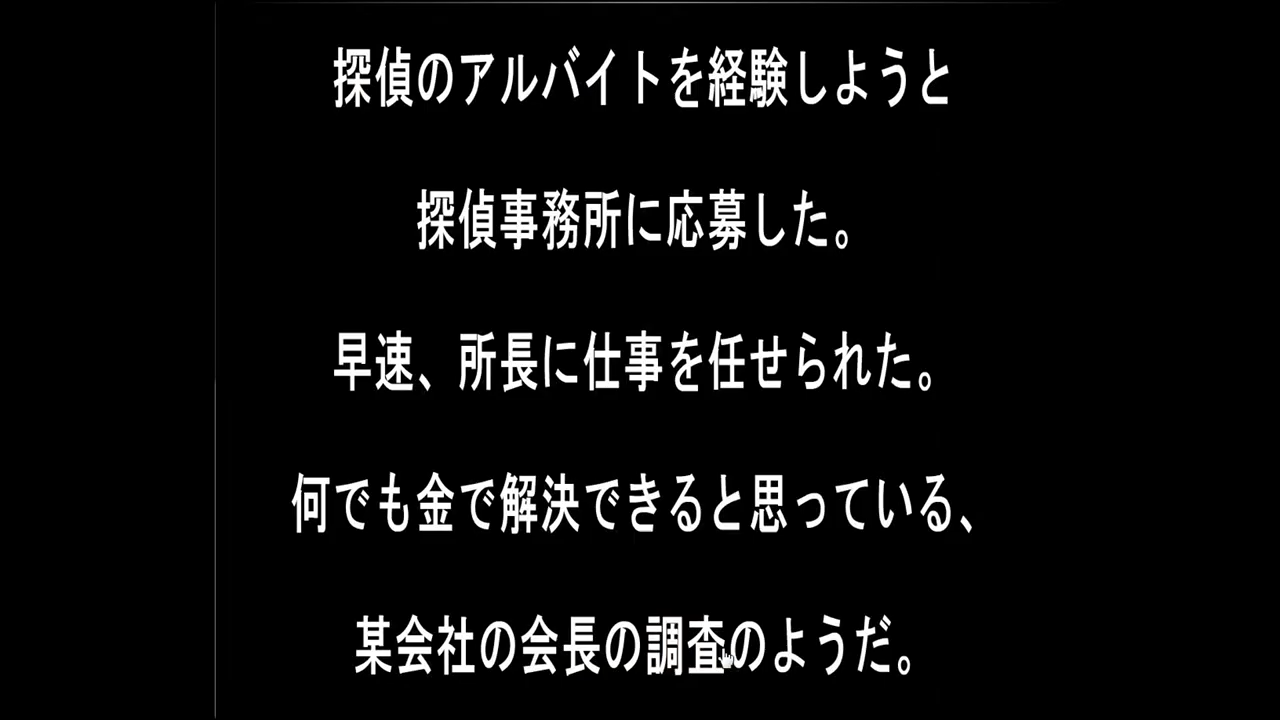 探偵のアルバイトを経験しようと
探偵事務所に応募した。
早速、所長に仕事を任せられた。
何でも金で解決できると思っている、
某会社の会長の調査のようだ。